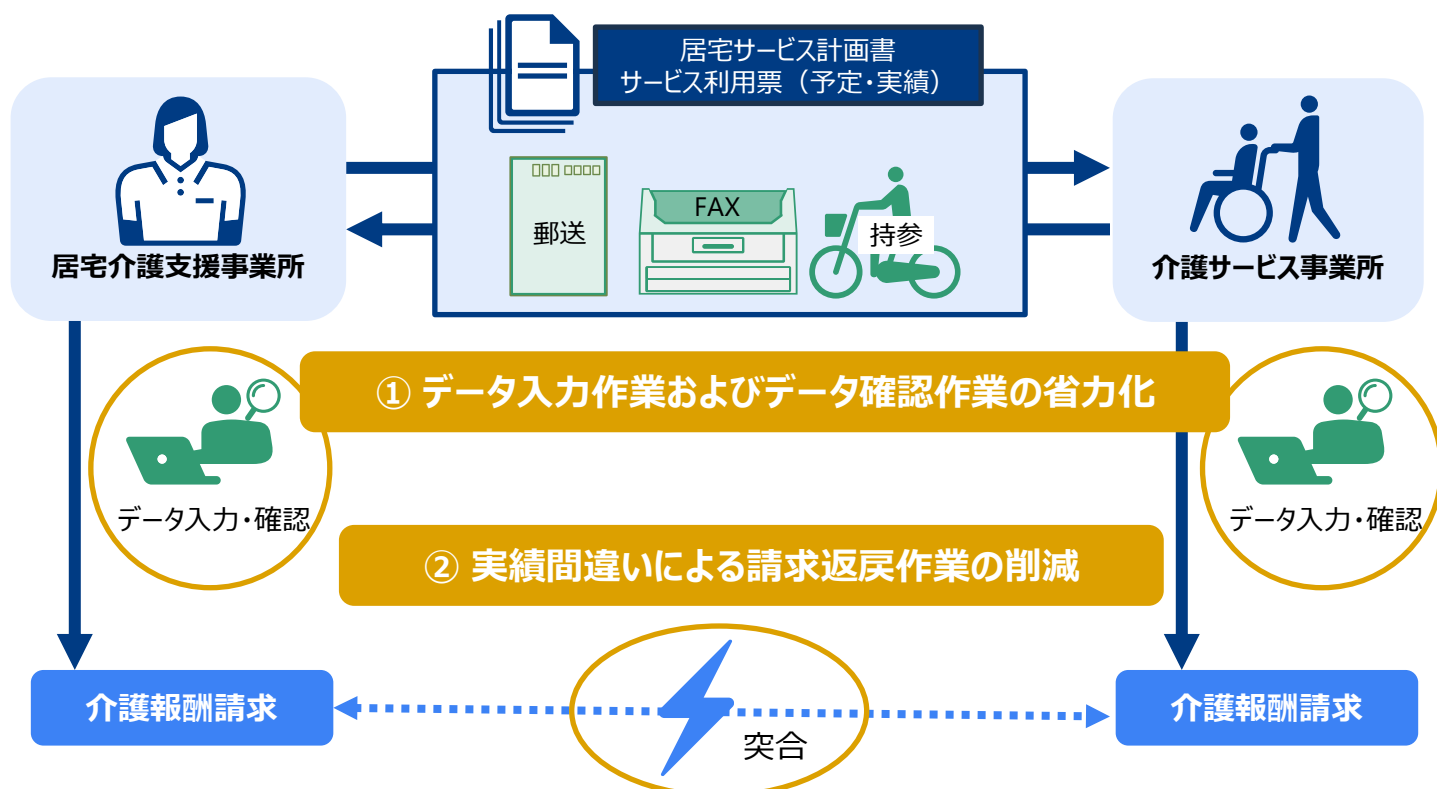 居宅サービス計画書
サービス利用票（予定・実績）
郵送
FAX
持参
居宅介護支援事業所
介護サービス事業所
① データ入力作業およびデータ確認作業の省力化
データ入力・確認
データ入力・確認
② 実績間違いによる請求返戻作業の削減
介護報酬請求
突合
介護報酬請求